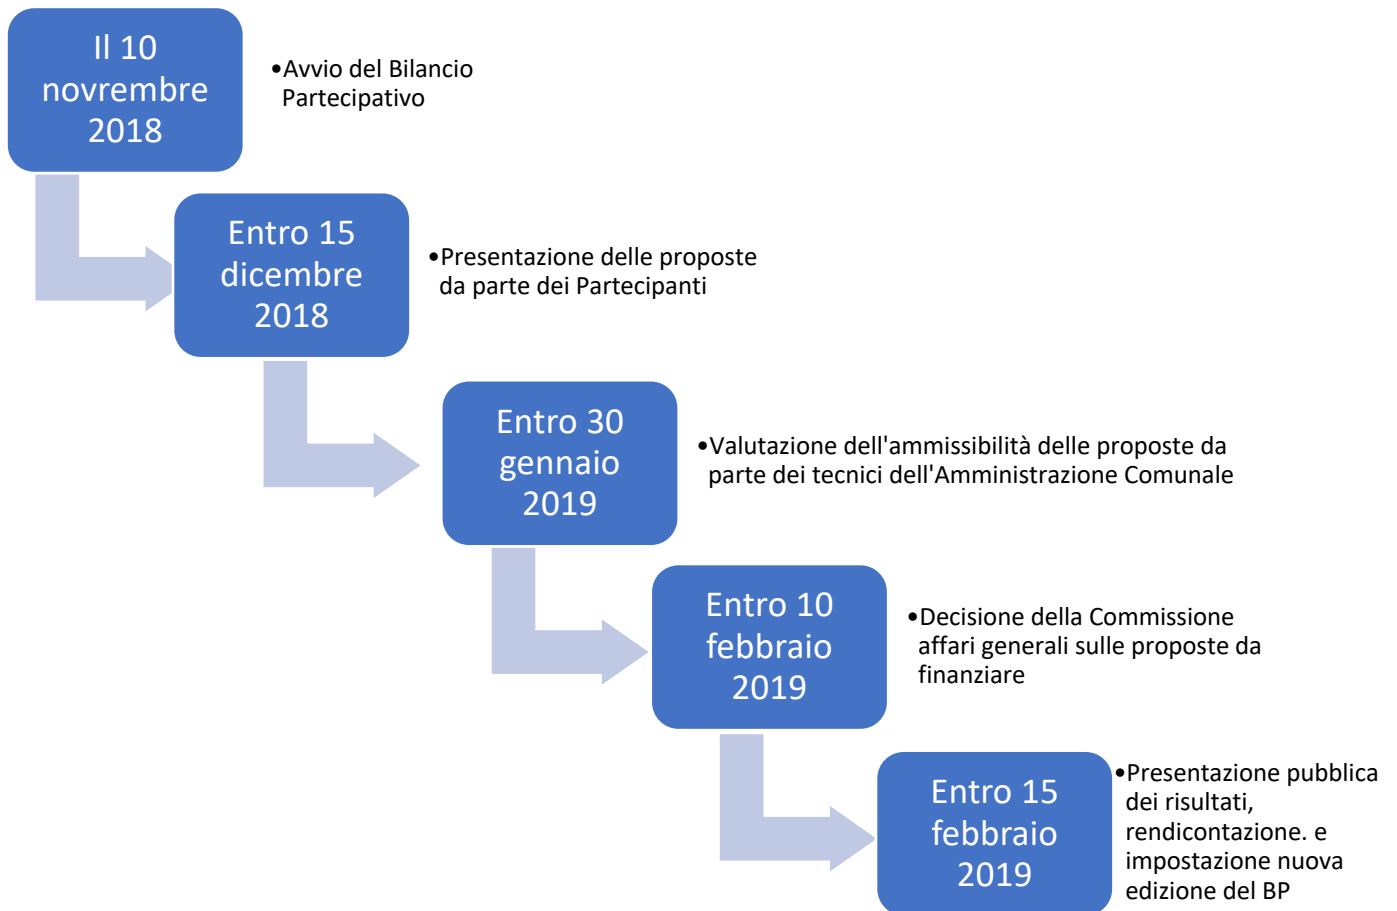 Il 10
novrembre
2018
•Avvio del Bilancio
Partecipativo
Entro 15
dicembre
2018
•Presentazione delle proposte
da parte dei Partecipanti
Entro 30
gennaio
2019
•Valutazione dell'ammissibilità delle proposte da
parte dei tecnici dell'Amministrazione Comunale
Entro 10
febbraio
2019
•Decisione della Commissione
affari generali sulle proposte da
finanziare
Entro 15
febbraio
2019
•Presentazione pubblica
dei risultati,
rendicontazione. e
impostazione nuova
edizione del BP